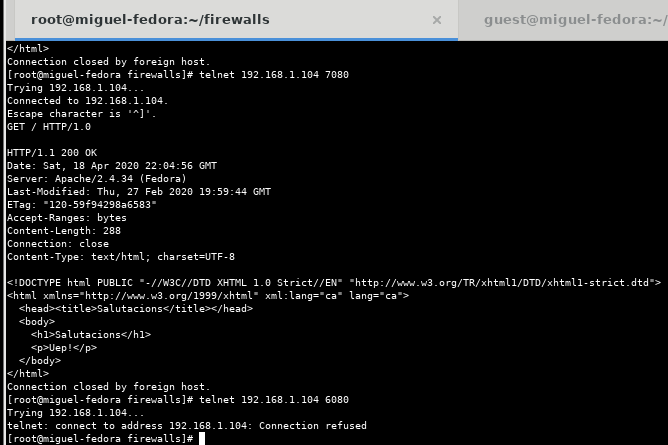 root@miguel-fedora:~/firewalls × guest@miguel-fedora:~/
</html>
Connection closed by foreign host.
[root@miguel-fedora firewalls]# telnet 192.168.1.104 7080
Trying 192.168.1.104...
Connected to 192.168.1.104.
Escape character is '^]'.
GET / HTTP/1.0

HTTP/1.1 200 OK
Date: Sat, 18 Apr 2020 22:04:56 GMT
Server: Apache/2.4.34 (Fedora)
Last-Modified: Thu, 27 Feb 2020 19:59:44 GMT
ETag: "120-59f94298a6583"
Accept-Ranges: bytes
Content-Length: 288
Connection: close
Content-Type: text/html; charset=UTF-8

<!DOCTYPE html PUBLIC "-//W3C//DTD XHTML 1.0 Strict//EN" "http://www.w3.org/TR/xhtml1/DTD/xhtml1-strict.dtd">
<html xmlns="http://www.w3.org/1999/xhtml" xml:lang="ca" lang="ca">
  <head><title>Salutacions</title></head>
  <body>
    <h1>Salutacions</h1>
    <p>Uep!</p>
  </body>
</html>
Connection closed by foreign host.
[root@miguel-fedora firewalls]# telnet 192.168.1.104 6080
Trying 192.168.1.104...
telnet: connect to address 192.168.1.104: Connection refused
[root@miguel-fedora firewalls]#